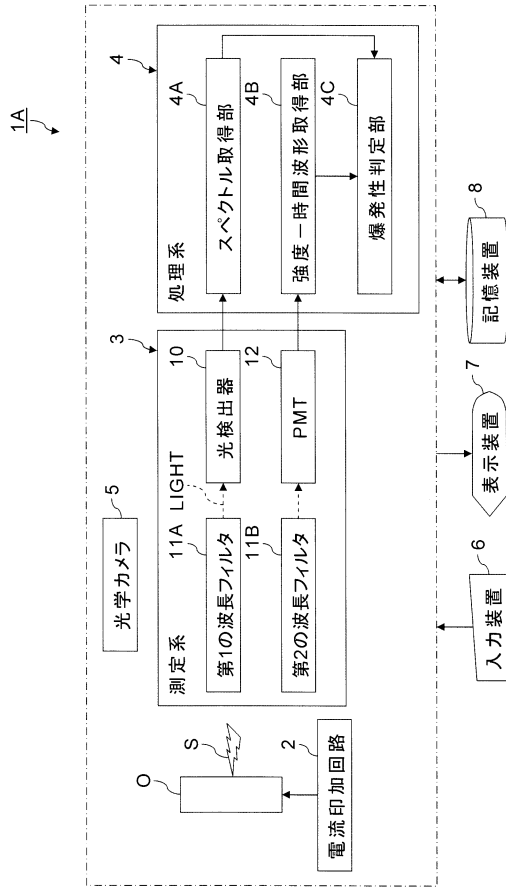 1A
光学カメラ
5
測定系
3
第1の波長フィルタ
11A
LIGHT
光検出器
10
第2の波長フィルタ
11B
PMT
12
処理系
4
スペクトル取得部
4A
強度－時間波形取得部
4B
爆発性判定部
4C
O
S
電流印加回路
2
入力装置
6
表示装置
7
記憶装置
8